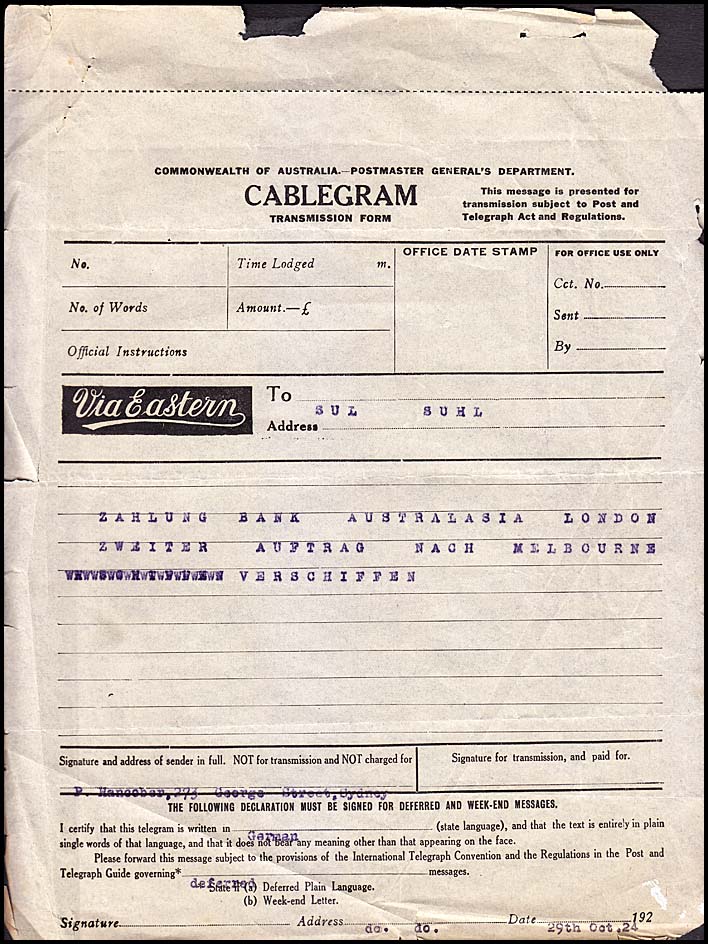 COMMONWEALTH OF AUSTRALIA.—POSTMASTER GENERAL'S DEPARTMENT.
CABLEGRAM
TRANSMISSION FORM
This message is presented for
transmission subject to Post and
Telegraph Act and Regulations.
No.
Time Lodged m.
OFFICE DATE STAMP
FOR OFFICE USE ONLY
Cct. No.
No. of Words
Amount.—£
Sent
By
Official Instructions
Via Eastern
To
SUL SUHL
Address
ZAHLUNG BANK AUSTRALASIA LONDON
ZWEITER AUFTRAG NACH MELBOURNE
VERSCHIFFEN
Signature and address of sender in full. NOT for transmission and NOT charged for
Signature for transmission, and paid for.
P. 273 George Street, Sydney
THE FOLLOWING DECLARATION MUST BE SIGNED FOR DEFERRED AND WEEK-END MESSAGES.
I certify that this telegram is written in German (state language), and that the text is entirely in plain
single words of that language, and that it does not bear any meaning other than that appearing on the face.
Please forward this message subject to the provisions of the International Telegraph Convention and the Regulations in the Post and
Telegraph Guide governing* deferred messages.
* State if (a) Deferred Plain Language.
(b) Week-end Letter.
Signature Address do. do. Date 29th Oct. 24 192